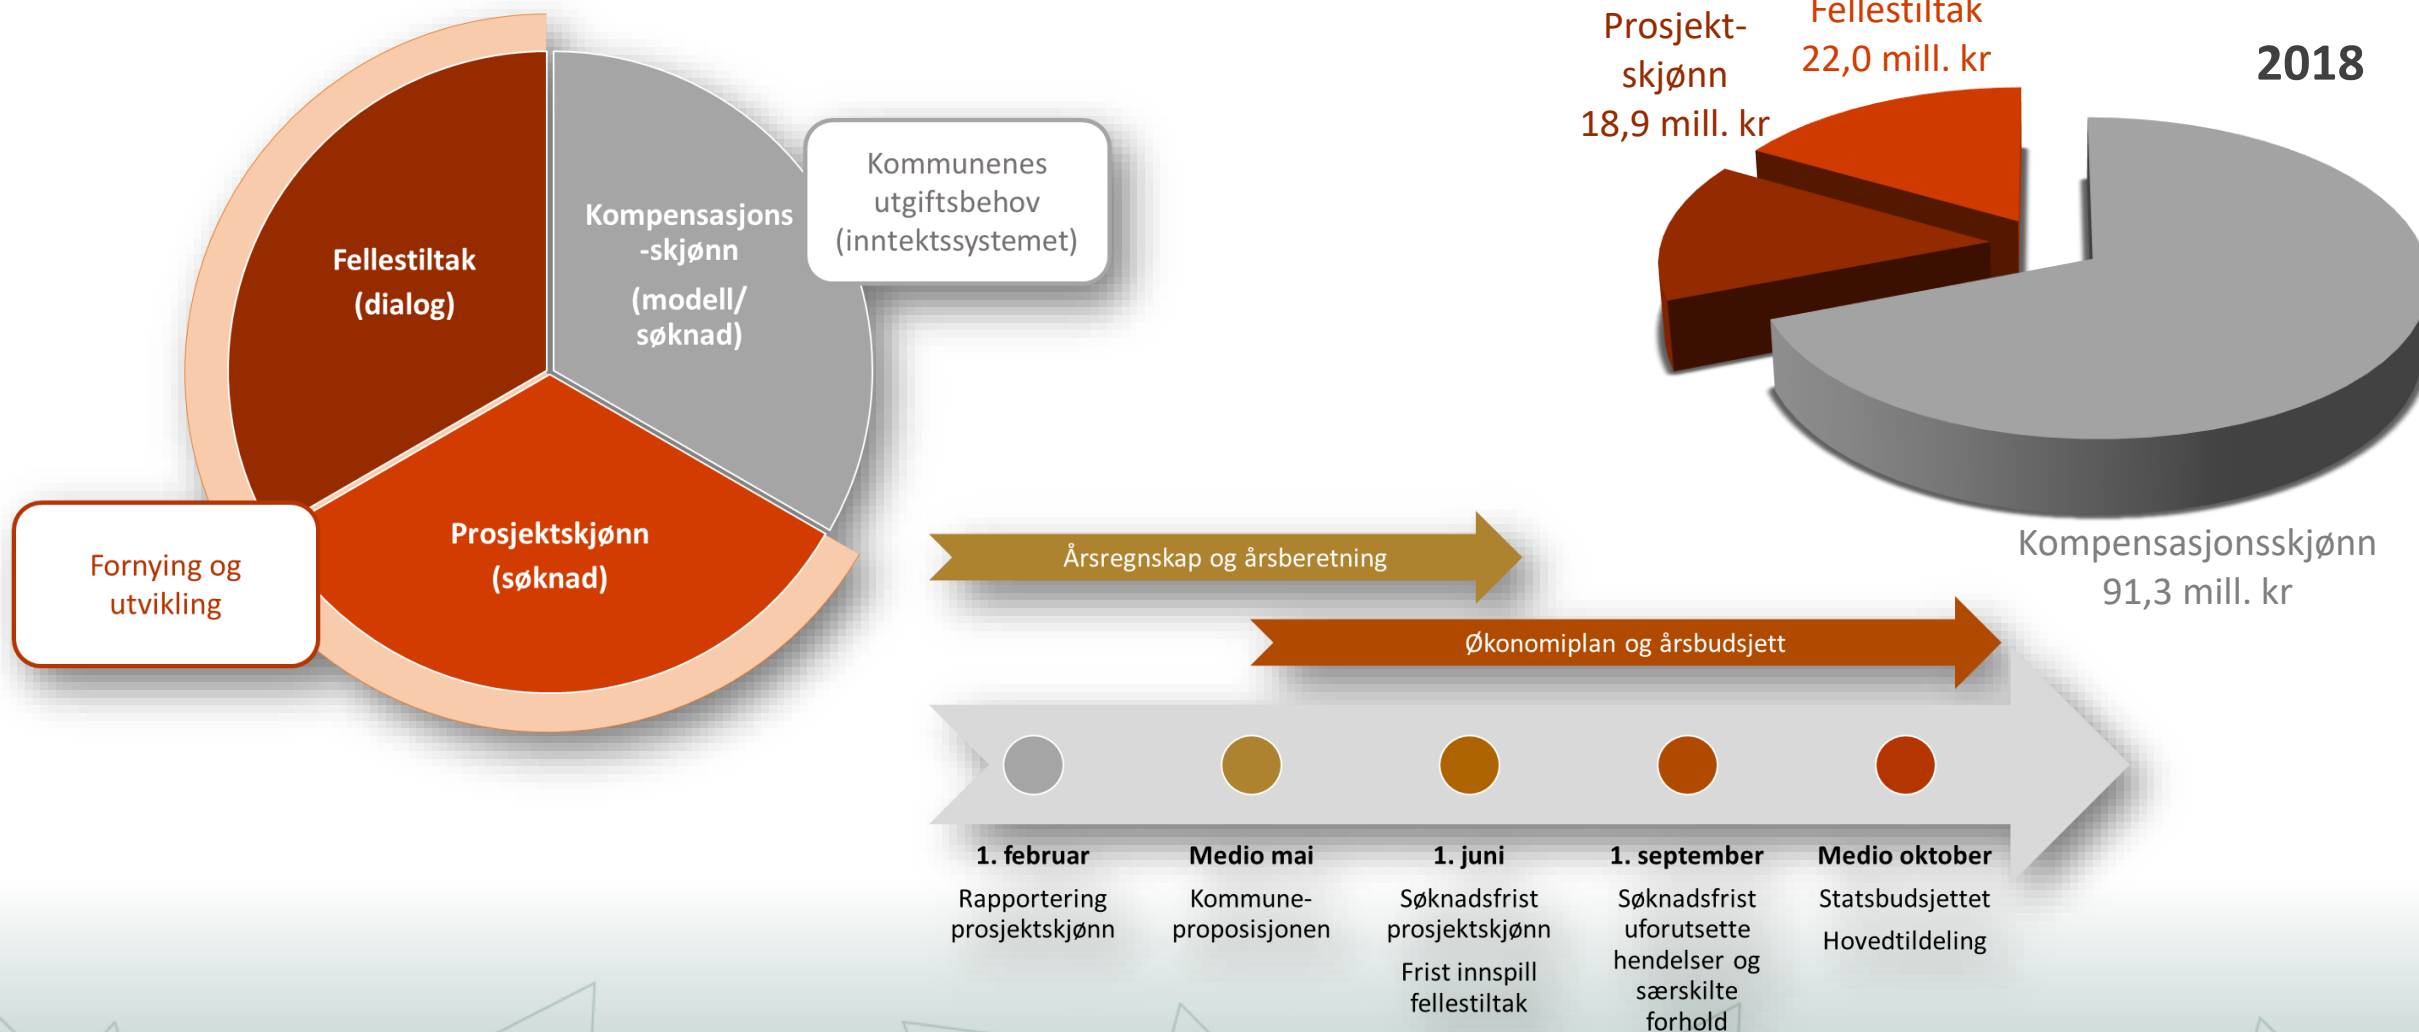 Fellestiltak
(dialog)
Kompensasjons
-skjønn
(modell/
søknad)
Kommunenes
utgiftsbehov
(inntektssystemet)
Prosjektskjønn
(søknad)
Fornying og
utvikling
Prosjekt-
skjønn
18,9 mill. kr
Fellestiltak
22,0 mill. kr
2018
Kompensasjonsskjønn
91,3 mill. kr
Årsregnskap og årsberetning
Økonomiplan og årsbudsjett
1. februar
Rapportering
prosjektskjønn
Medio mai
Kommune-
proposisjonen
1. juni
Søknadsfrist
prosjektskjønn
Frist innspill
fellestiltak
1. september
Søknadsfrist
uforutsette
hendelser og
særskilte
forhold
Medio oktober
Statsbudsjettet
Hovedtildeling